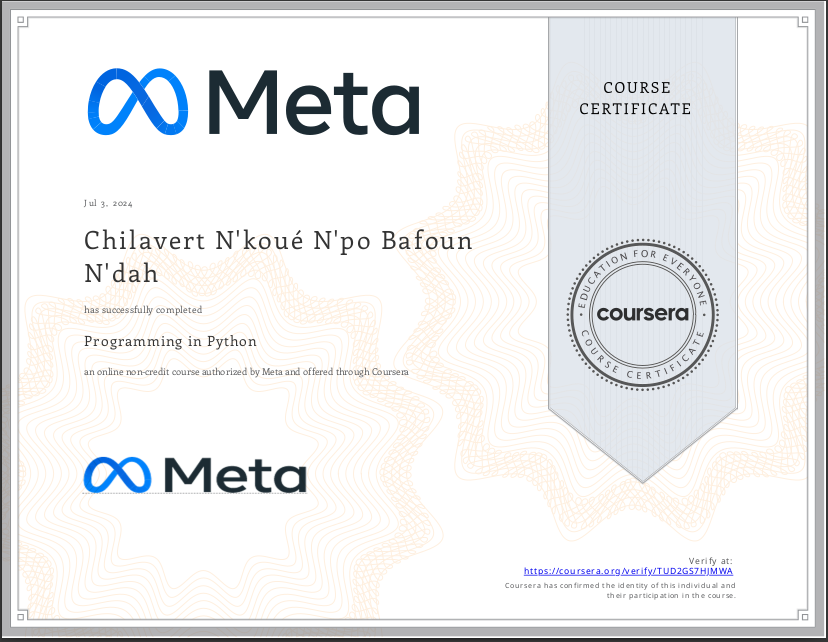 Meta
COURSE
CERTIFICATE
Jul 3, 2024
Chilavert N'koué N'po Bafoun
N'dah
has successfully completed
Programming in Python
an online non-credit course authorized by Meta and offered through Coursera
EDUCATION FOR EVERYONE
coursera
COURSE CERTIFICATE
Meta
Verify at:
https://coursera.org/verify/TUD2GS7HJMWA
Coursera has confirmed the identity of this individual and
their participation in the course.